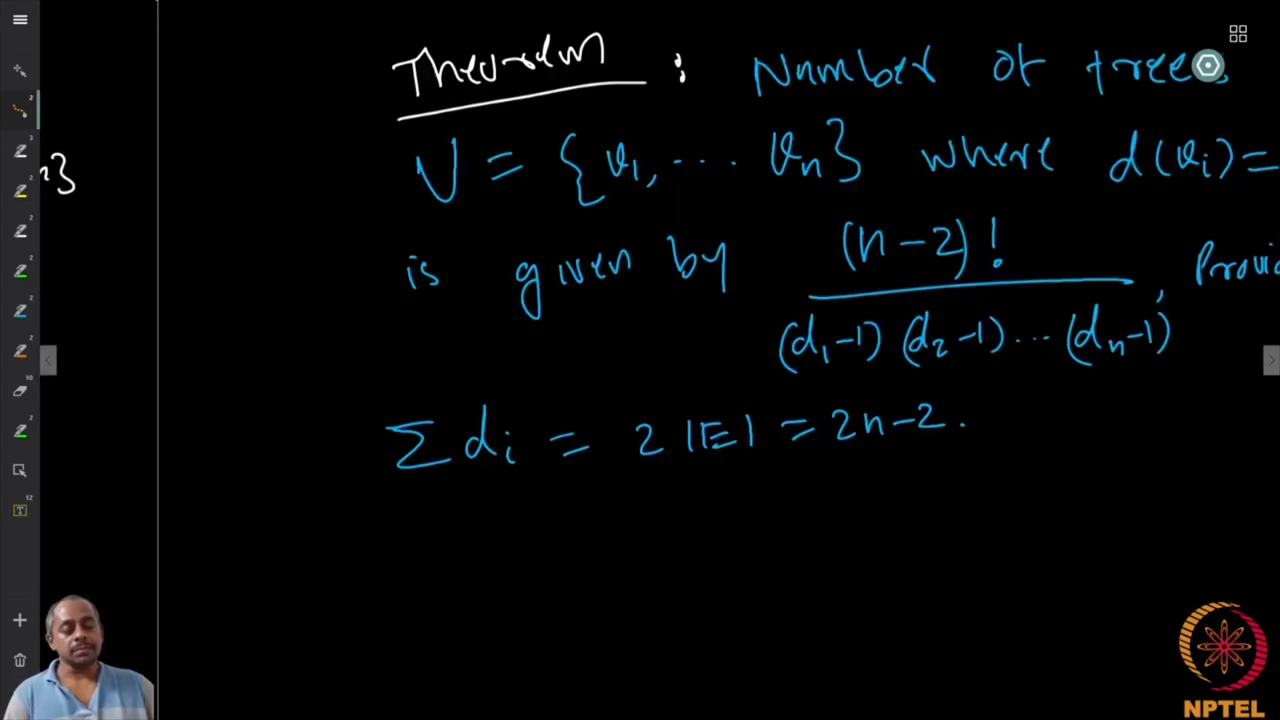 Theorem : Number of trees
V = {v₁, ... vₙ} where d(vᵢ) =
n}
is given by (n-2)! / (d₁-1) (d₂-1) ... (dₙ-1) , Provi
Σ dᵢ = 2 |E| = 2n-2.
NPTEL